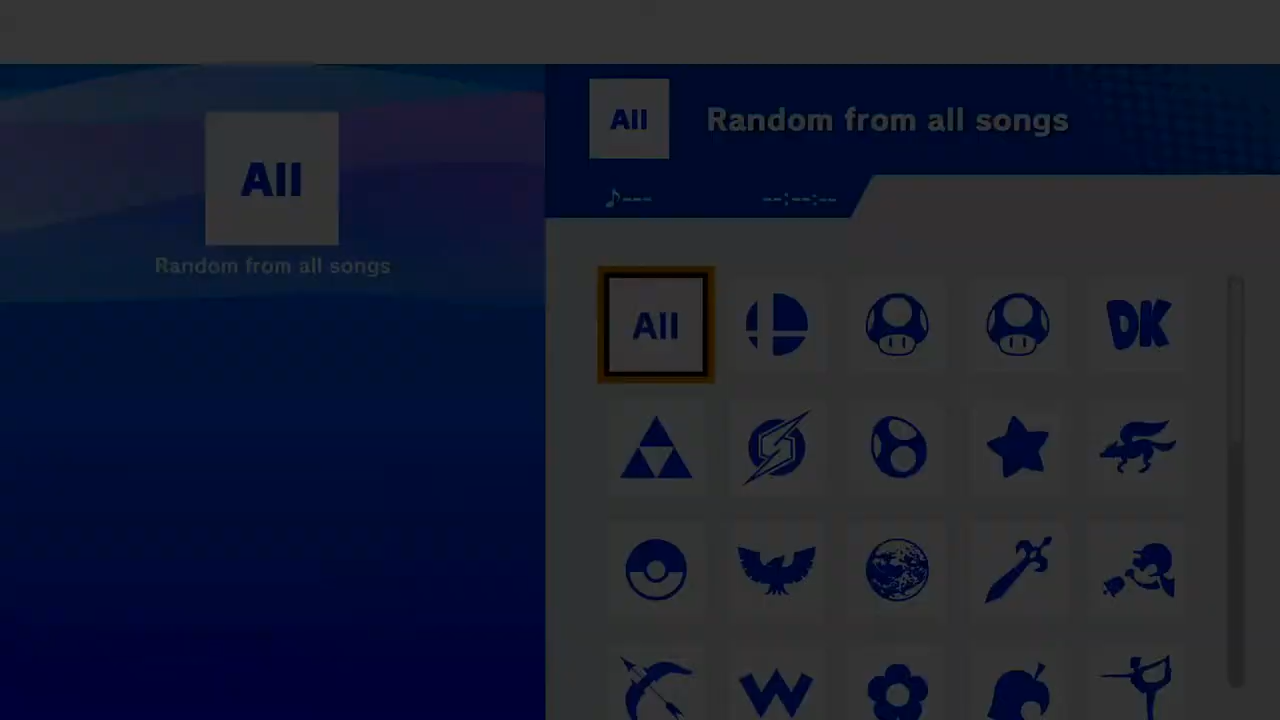 All
Random from all songs
All
Random from all songs
♪---
--:--:--
All
DK